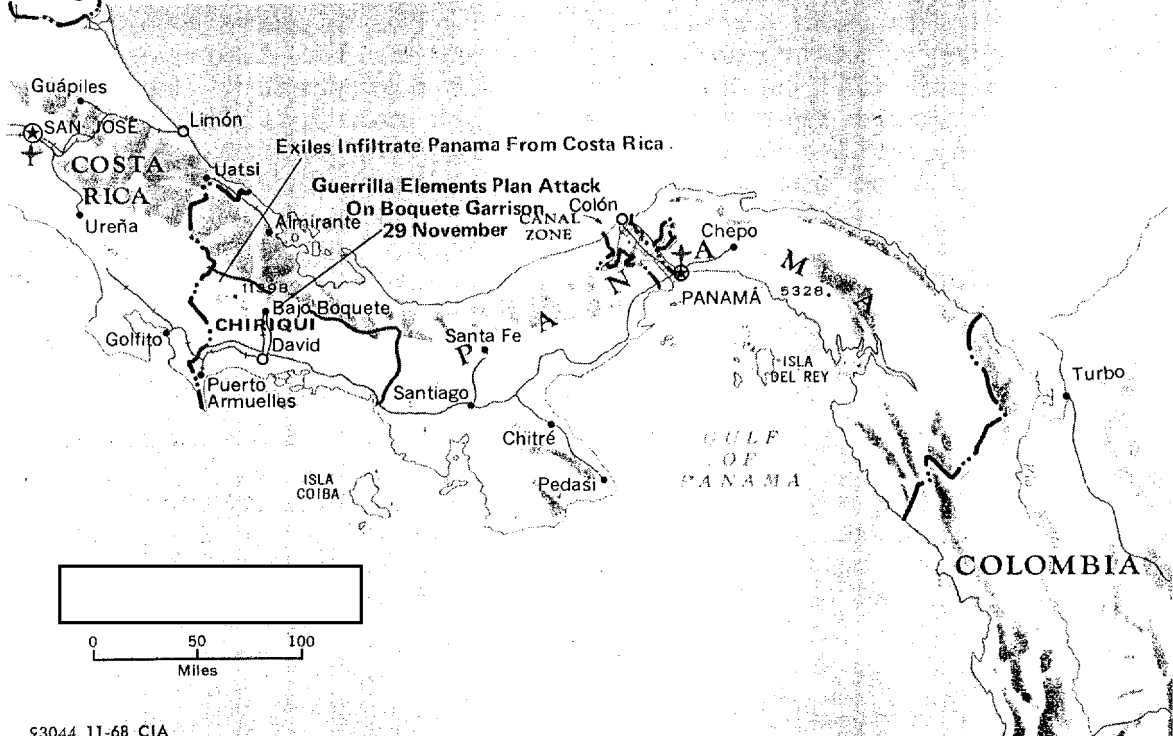 Guápiles
SAN JOSÉ
Limón
COSTA
RICA
Exiles Infiltrate Panama From Costa Rica
Uatsi
Guerrilla Elements Plan Attack
On Boquete Garrison
29 November
Ureña
Almirante
Colón
CANAL
ZONE
Chepo
PANAMA
PANAMÁ
5328
11398
Bajo Boquete
CHIRIQUI
Golfito
David
Santa Fe
ISLA
DEL REY
Puerto
Armuelles
Santiago
Turbo
Chitré
GULF
OF
PANAMA
ISLA
COIBA
Pedasi
COLOMBIA
0 50 100
Miles
93044 11-68 CIA